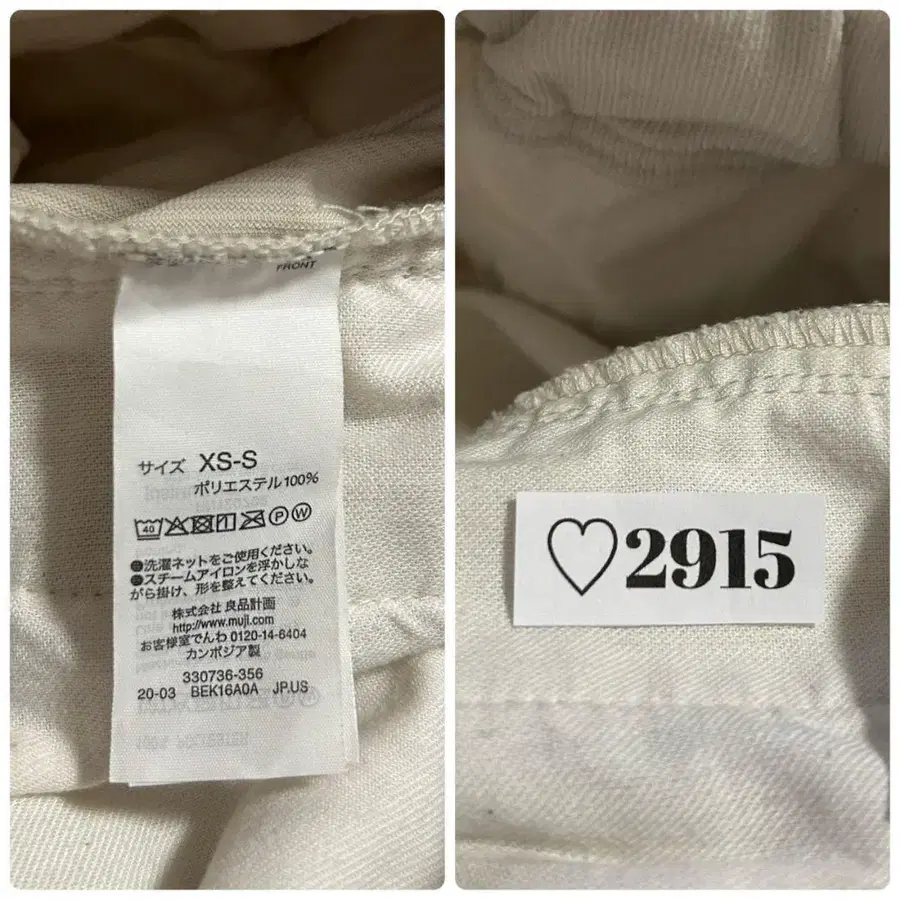 FRONT
サイズ XS-S
ポリエステル100%
40 P W
●洗濯ネットをご使用ください。
●スチームアイロンを浮かしな
がら掛け、形を整えてください。
株式会社 良品計画
http://www.muji.com
お客様室でんわ 0120-14-6404
カンボジア製
330736-356
20-03 BEK16A0A JP.US
♡2915